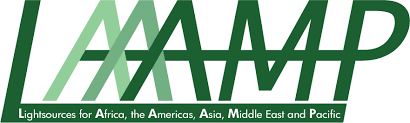 LAAAMP
Lightsources for Africa, the Americas, Asia, Middle East and Pacific